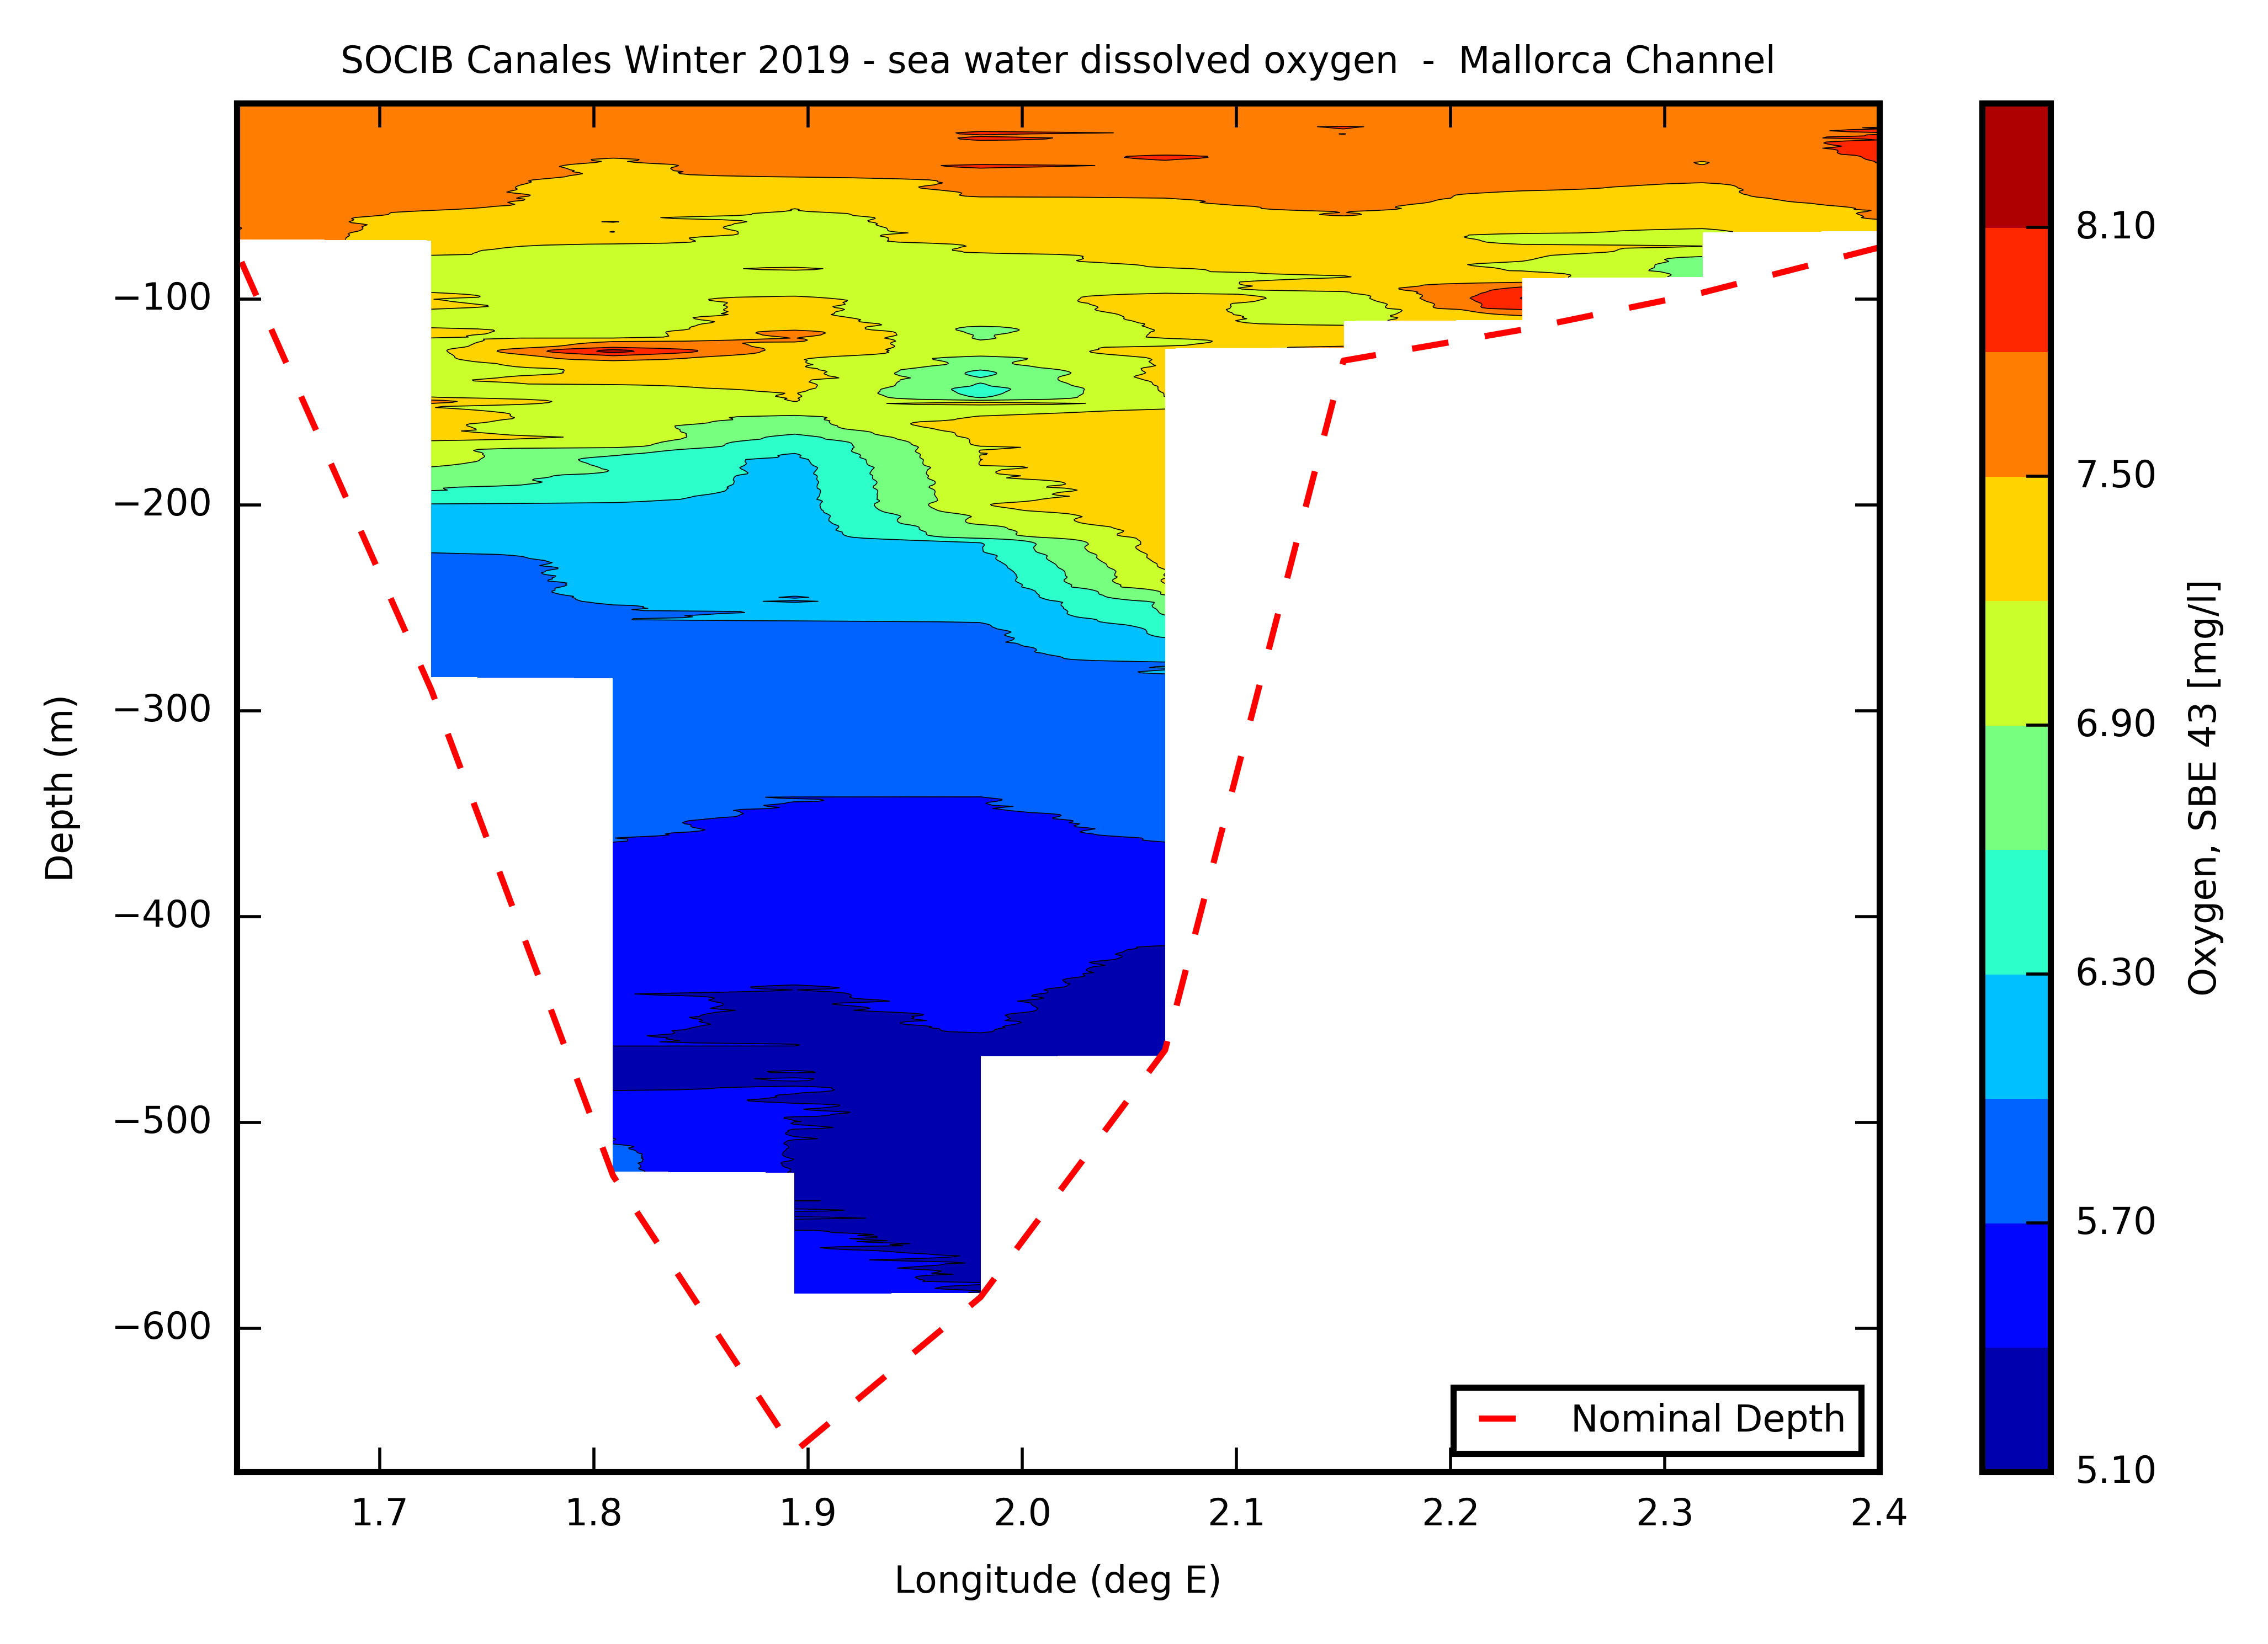 SOCIB Canales Winter 2019 - sea water dissolved oxygen  -  Mallorca Channel
Depth (m)
−100
−200
−300
−400
−500
−600
1.7 1.8 1.9 2.0 2.1 2.2 2.3 2.4
Longitude (deg E)
Nominal Depth
8.10
7.50
6.90
6.30
5.70
5.10
Oxygen, SBE 43 [mg/l]